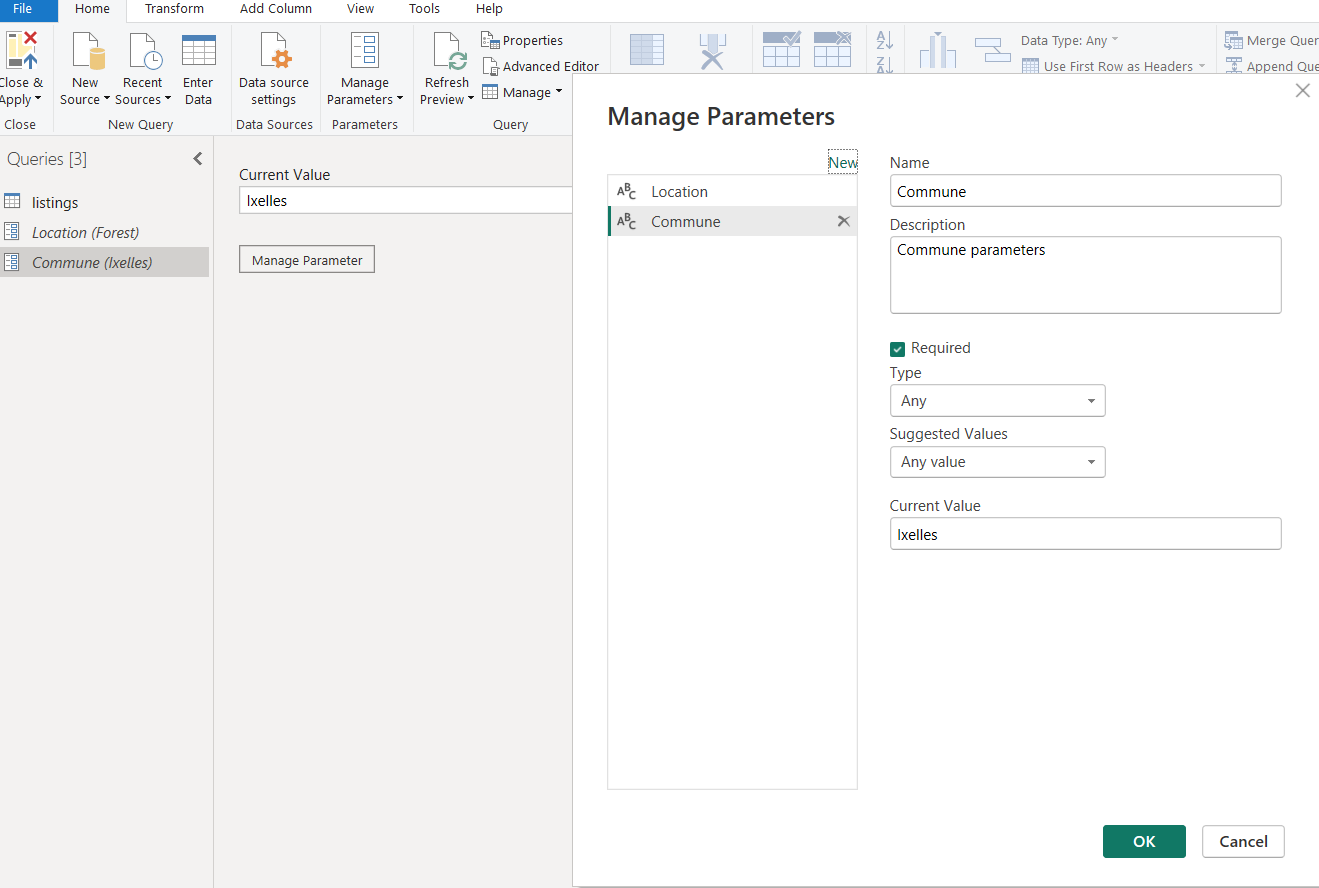 File Home Transform Add Column View Tools Help
Close & Apply
New Source
Recent Sources
Enter Data
Data source settings
Manage Parameters
Refresh Preview
Properties
Advanced Editor
Manage
A Z
Z A
Data Type: Any
Use First Row as Headers
Merge Quer
Append Que
Close
New Query
Data Sources
Parameters
Query
Queries [3]
listings
Location (Forest)
Commune (Ixelles)
Current Value
Ixelles
Manage Parameter
Manage Parameters
New
ABC Location
ABC Commune
Name
Commune
Description
Commune parameters
Required
Type
Any
Suggested Values
Any value
Current Value
Ixelles
OK
Cancel